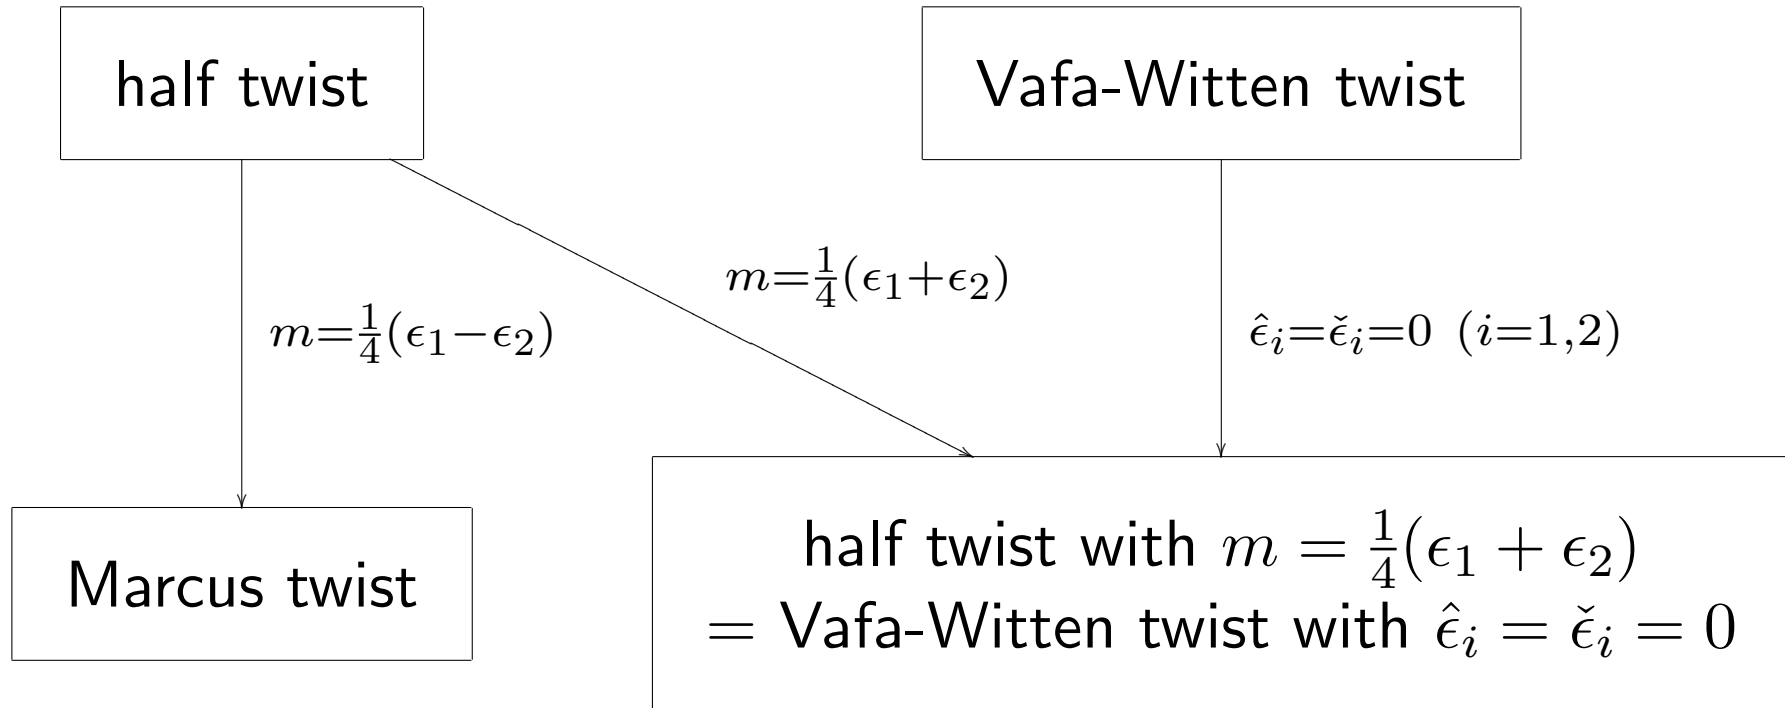 half twist
Vafa-Witten twist
m=¼(ϵ₁+ϵ₂)
m=¼(ϵ₁−ϵ₂)
ϵ̂ᵢ=ϵ̌ᵢ=0 (i=1,2)
Marcus twist
half twist with m = ¼(ϵ₁ + ϵ₂)
= Vafa-Witten twist with ϵ̂ᵢ = ϵ̌ᵢ = 0